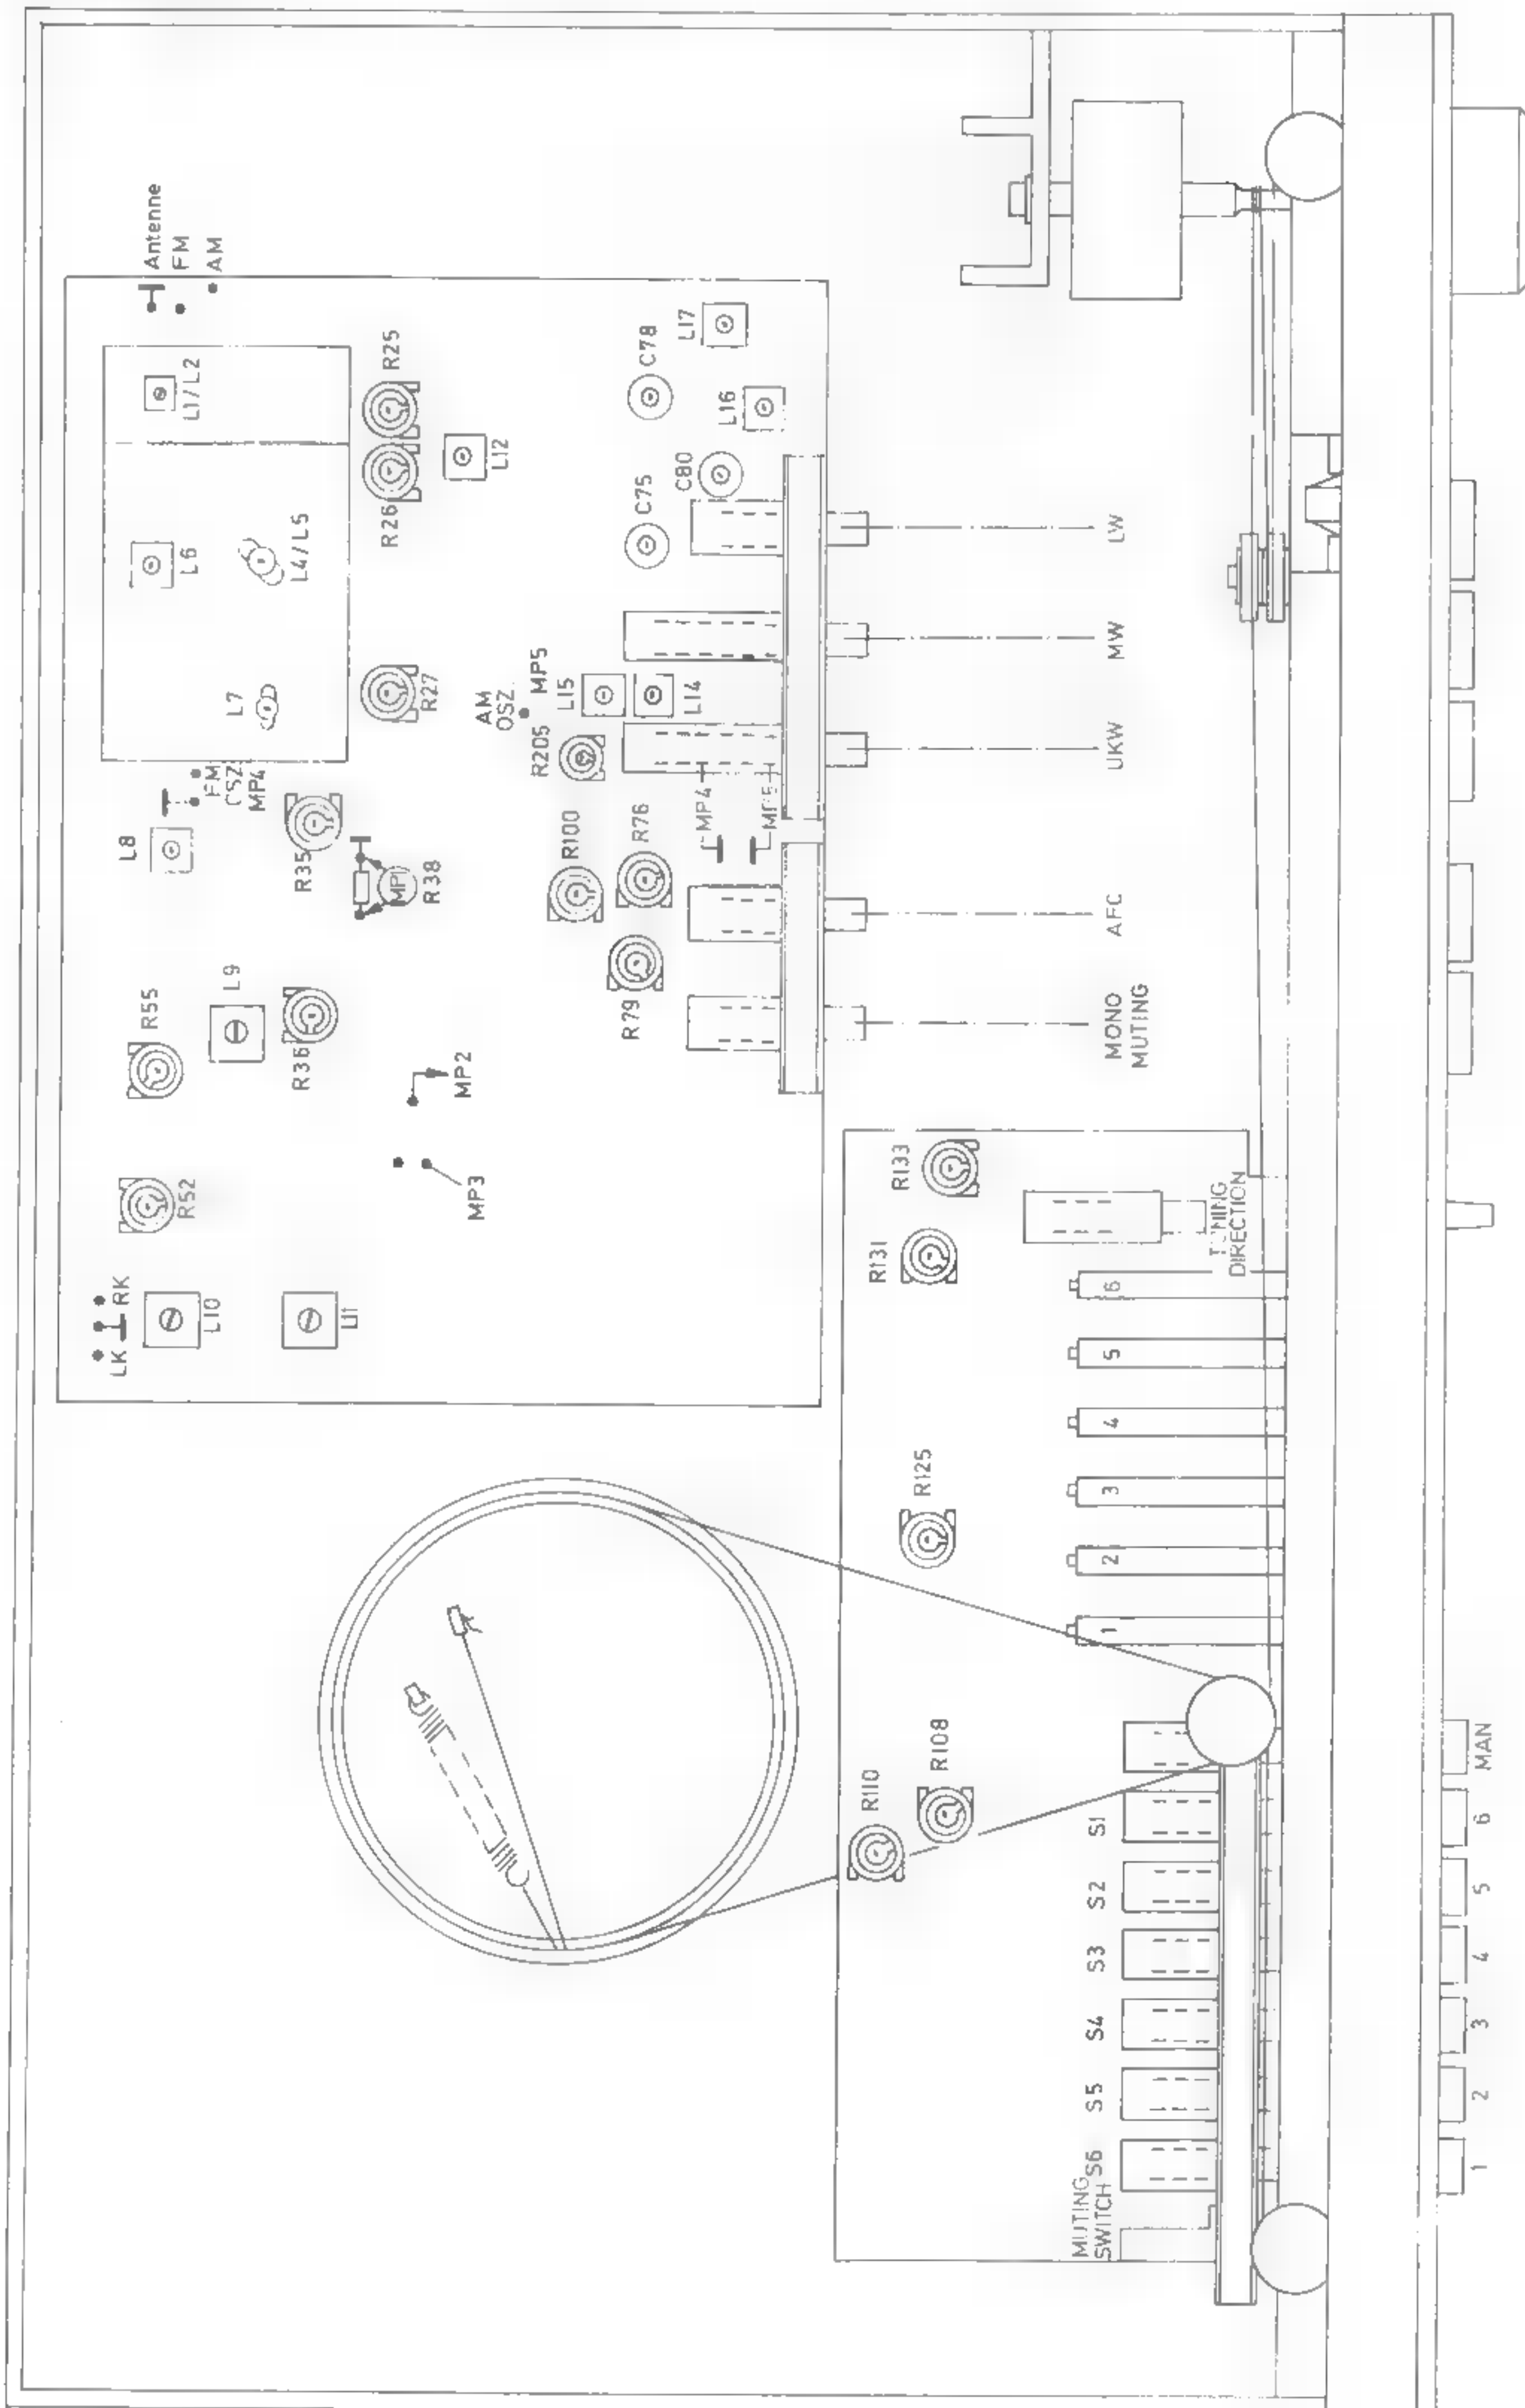 LK
RK
L8
Antenne
FM
AM
R55
R52
L6
L1/L2
L10
L9
FM
OSZ
MP4
L7
L4/L5
L11
R36
R35
MP1
R38
R27
R26
R25
MP3
MP2
AM
OSZ.
MP5
L12
R205
R100
L15
R79
R76
L14
C75
C78
C80
L17
L16
MP4
MP5
R110
R108
R125
R131
R133
MUTING
SWITCH
S6
S5
S4
S3
S2
S1
1
2
3
4
5
6
TUNING
DIRECTION
MONO
MUTING
AFC
UKW
MW
LW
1
2
3
4
5
6
MAN